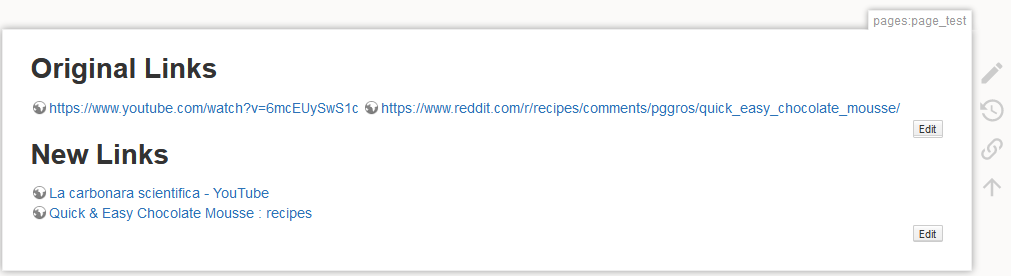 pages:page_test
Original Links
https://www.youtube.com/watch?v=6mcEUySwS1c https://www.reddit.com/r/recipes/comments/pggros/quick_easy_chocolate_mousse/
Edit
New Links
La carbonara scientifica - YouTube
Quick & Easy Chocolate Mousse : recipes
Edit